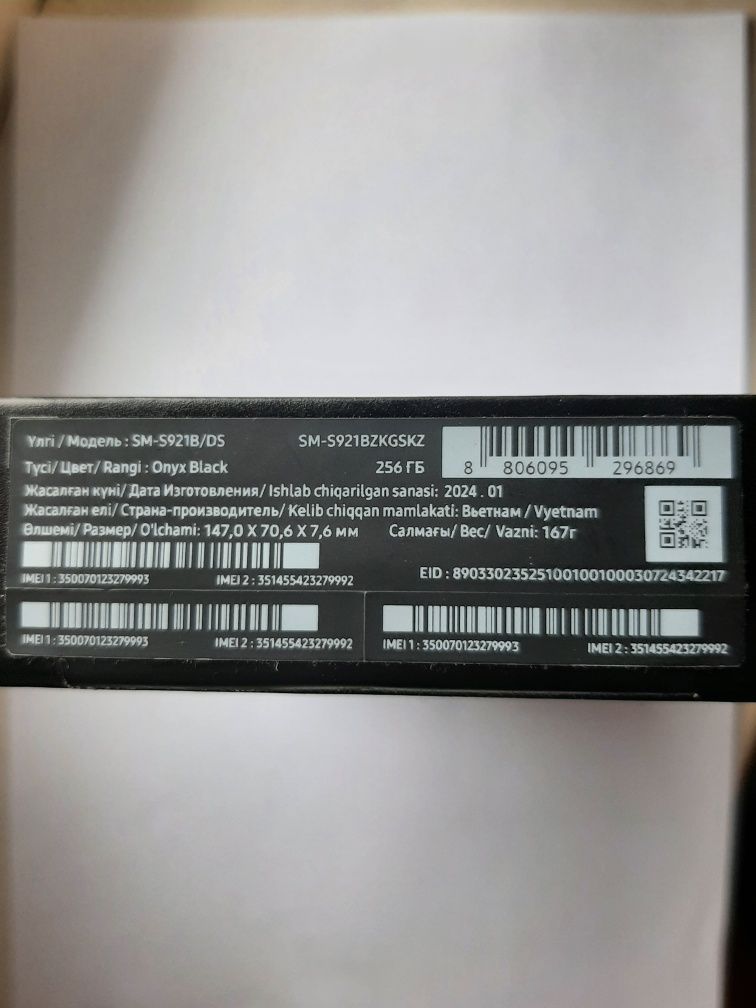 Үлгі / Модель : SM-S921B/DS SM-S921BZKGSKZ
Түсі/ Цвет/ Rangi : Onyx Black 256 ГБ
8 806095 296869
Жасалған күні/ Дата Изготовления/ Ishlab chiqarilgan sanasi: 2024 . 01
Жасалған елі / Страна-производитель/ Kelib chiqqan mamlakati: Вьетнам / Vyetnam
Өлшемі/ Размер/ O'lchami: 147,0 X 70,6 X 7,6 мм Салмағы/ Вес/ Vazni: 167г
IMEI 1 : 350070123279993 IMEI 2 : 351455423279992
EID : 89033023525100100100030724342217
IMEI 1 : 350070123279993 IMEI 2 : 351455423279992
IMEI 1 : 350070123279993 IMEI 2 : 351455423279992